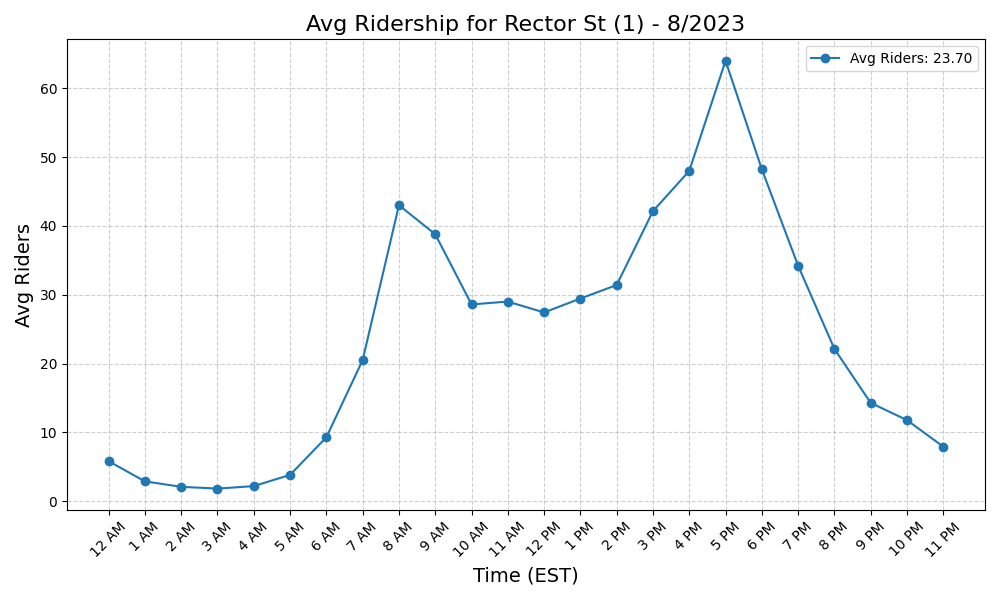 Avg Ridership for Rector St (1) - 8/2023
Avg Riders: 23.70
Avg Riders
60
50
40
30
20
10
0
12 AM
1 AM
2 AM
3 AM
4 AM
5 AM
6 AM
7 AM
8 AM
9 AM
10 AM
11 AM
12 PM
1 PM
2 PM
3 PM
4 PM
5 PM
6 PM
7 PM
8 PM
9 PM
10 PM
11 PM
Time (EST)